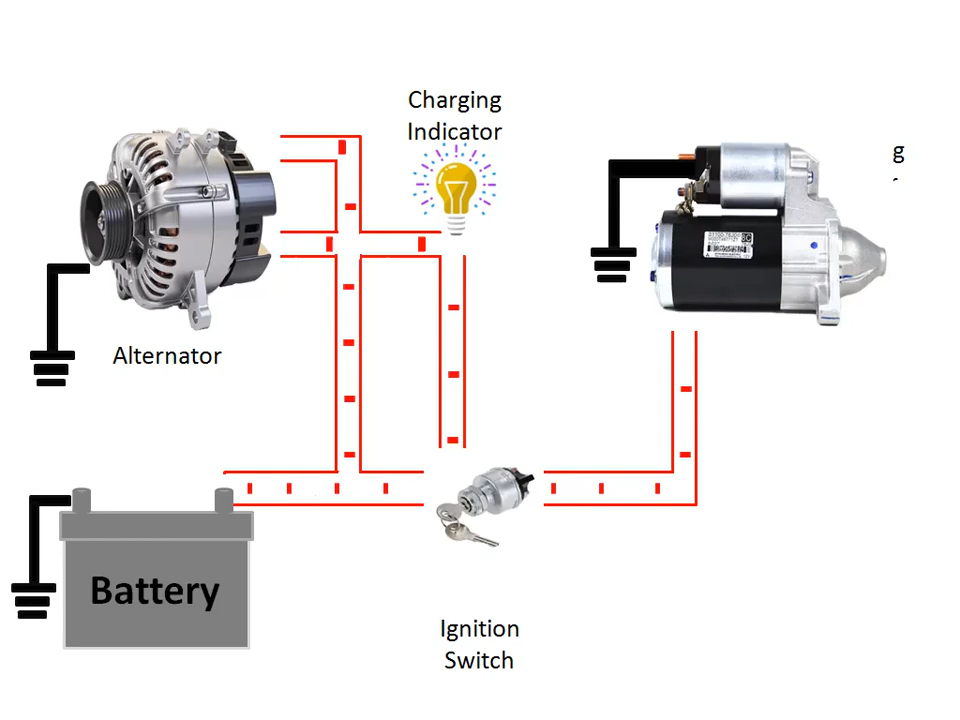 Charging
Indicator
g
Alternator
Battery
Ignition
Switch